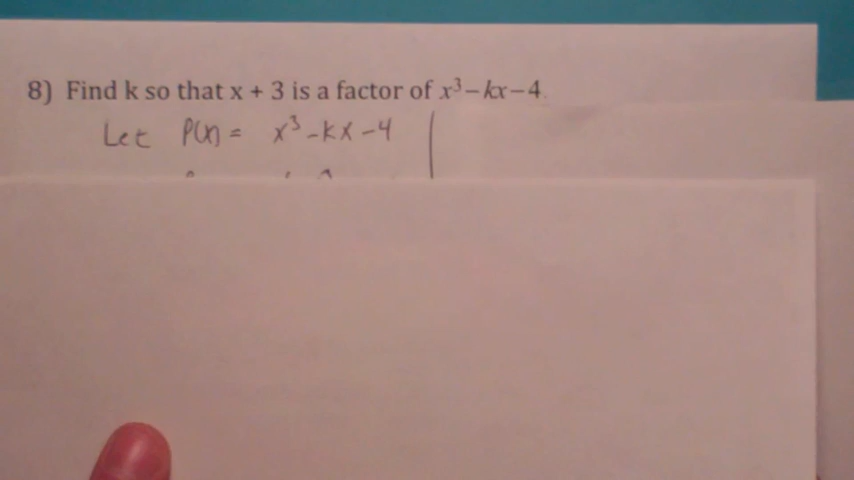 8) Find k so that x + 3 is a factor of x³ – kx – 4.
Let P(x) = x³ - kx - 4